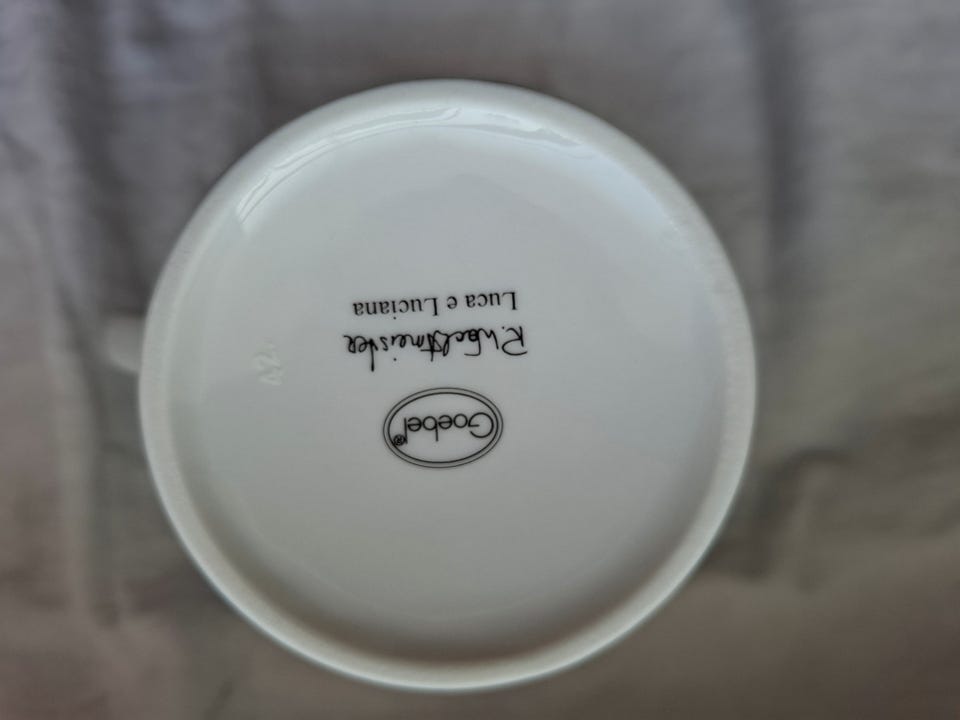 Goebel®
R. Wachtmeister
Luca e Luciana